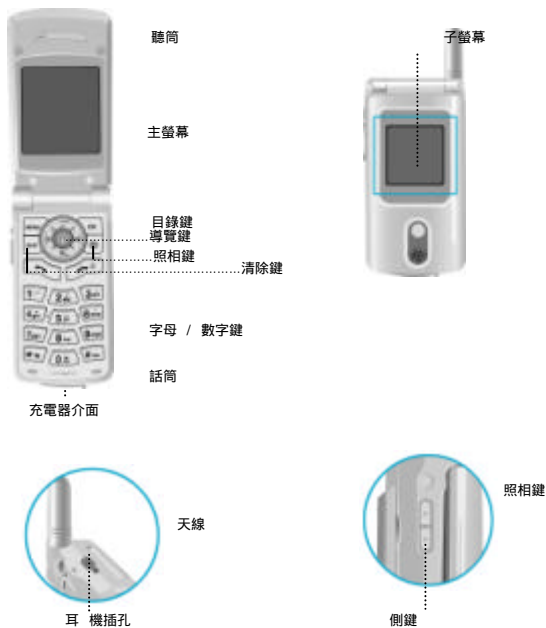 聽筒
子螢幕
主螢幕
目錄鍵
導覽鍵
照相鍵
清除鍵
字母 / 數字鍵
話筒
充電器介面
天線
耳 機插孔
照相鍵
側鍵